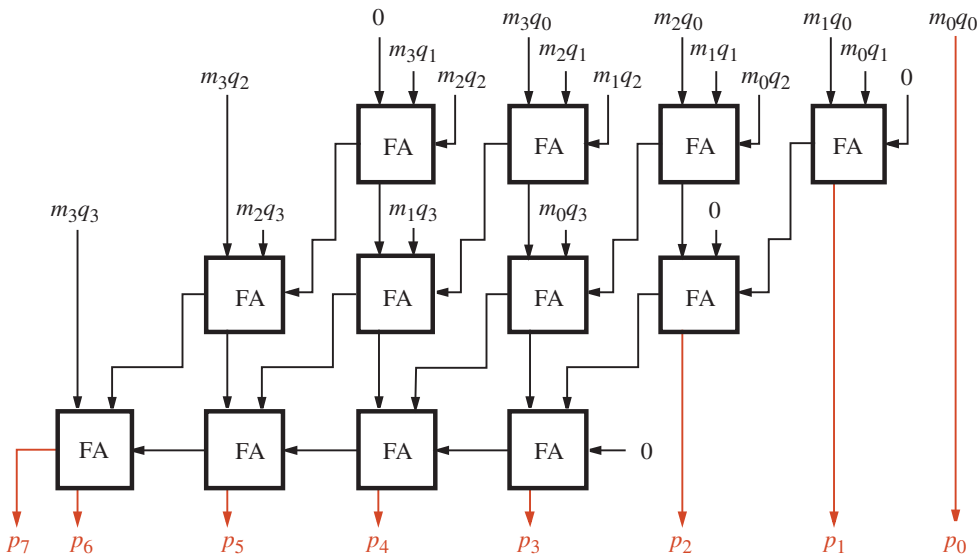 0 m₃q₀ m₂q₀ m₁q₀ m₀q₀
m₃q₁ m₂q₁ m₁q₁ m₀q₁
m₃q₂ m₂q₂ m₁q₂ m₀q₂ 0
FA FA FA FA
m₃q₃ m₂q₃ m₁q₃ m₀q₃ 0
FA FA FA FA
FA FA FA FA 0
p₇ p₆ p₅ p₄ p₃ p₂ p₁ p₀